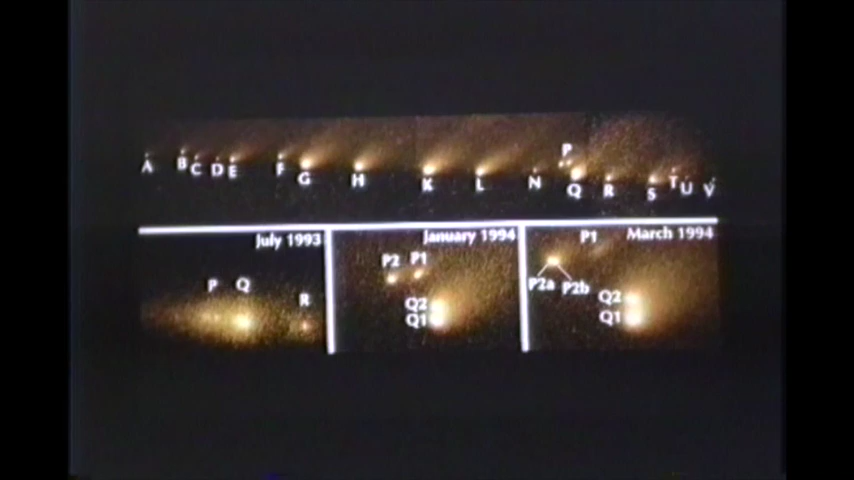 A B C D E F G H K L N P Q R S T U V
July 1993
P Q
R
January 1994
P2 P1
Q2
Q1
P1 March 1994
P2a P2b
Q2
Q1